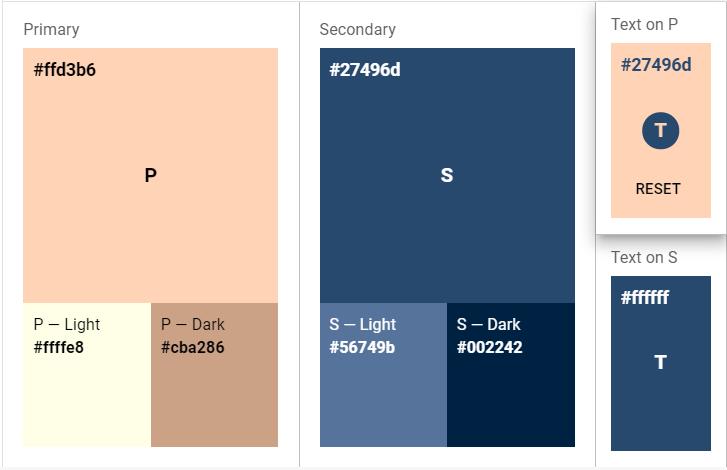 Primary
#ffd3b6
P
P — Light
#ffffe8
P — Dark
#cba286
Secondary
#27496d
S
S — Light
#56749b
S — Dark
#002242
Text on P
#27496d
T
RESET
Text on S
#ffffff
T